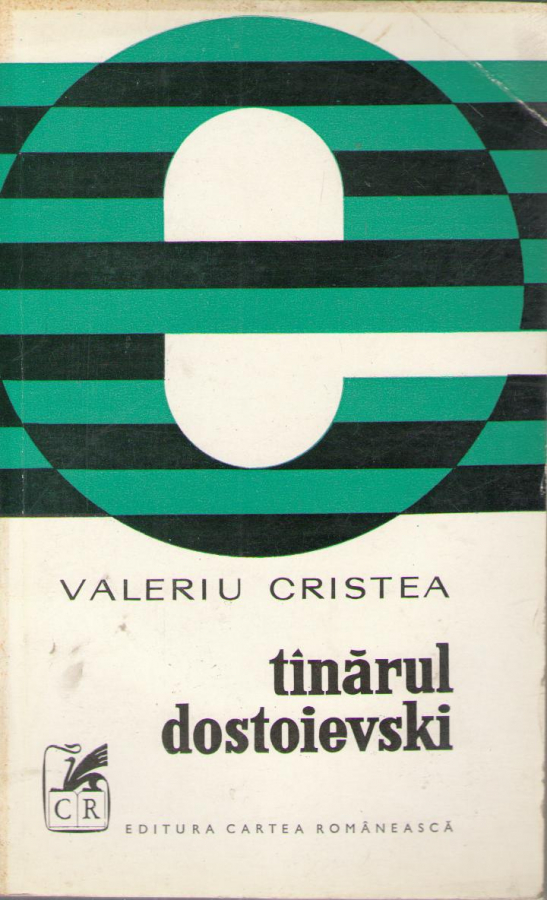 e
VALERIU CRISTEA
tînărul
dostoievski
CR
EDITURA CARTEA ROMÂNEASCĂ